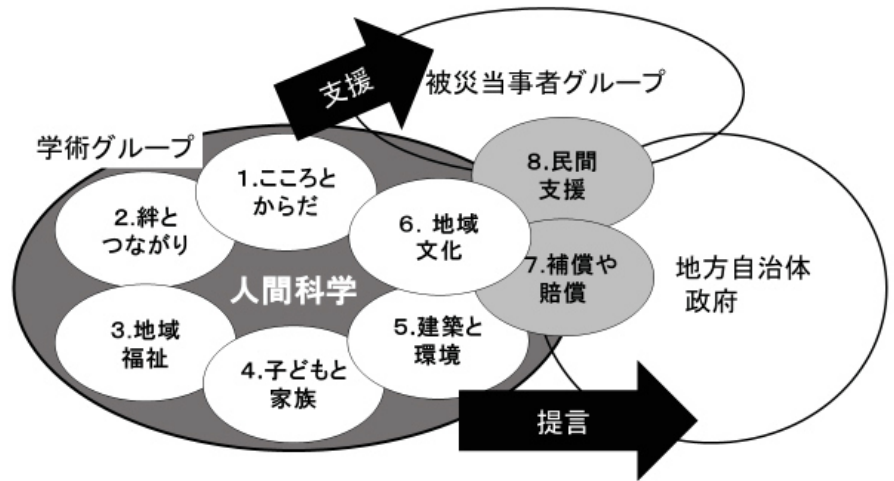 支援
被災当事者グループ
学術グループ
1.こころと
からだ
8.民間
支援
2.絆と
つながり
6. 地域
文化
人間科学
7.補償や
賠償
地方自治体
政府
3.地域
福祉
5.建築と
環境
4.子どもと
家族
提言